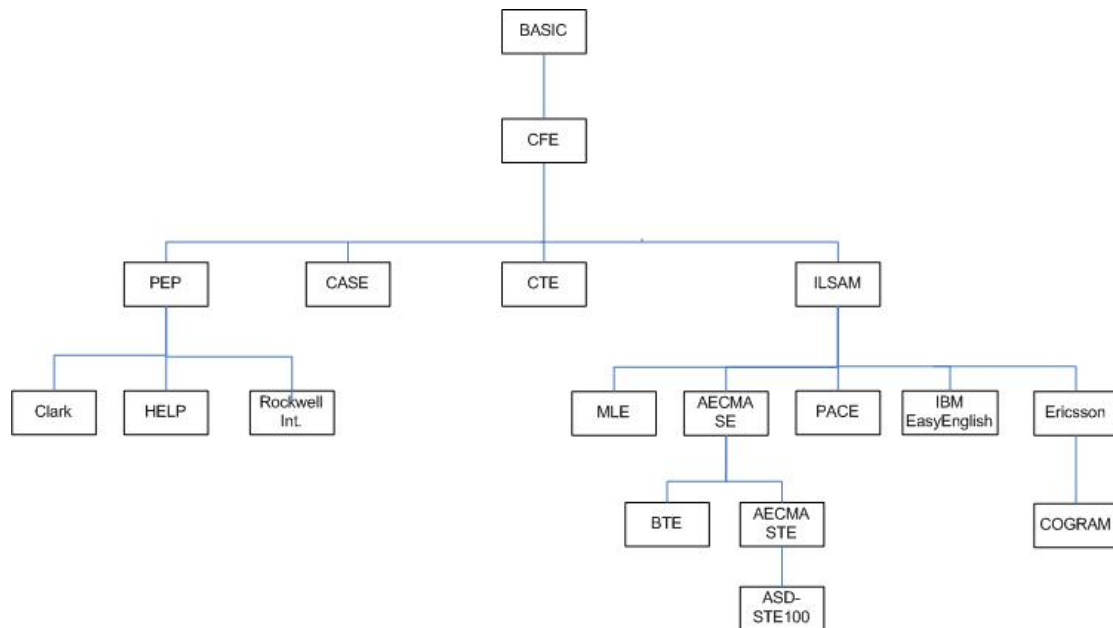 BASIC
CFE
PEP
CASE
CTE
ILSAM
Clark
HELP
Rockwell
Int.
MLE
AECMA
SE
PACE
IBM
EasyEnglish
Ericsson
BTE
AECMA
STE
COGRAM
ASD-
STE100